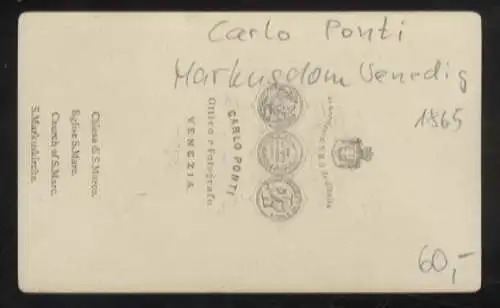 Carlo Ponti
Markusdom Venedig
1865
60,-
CARLO PONTI
Ottico e Fotografo
VENEZIA.
Chiesa di S. Marco.
Eglise S. Marc.
Church of S. Marc.
S. Markuskirche.